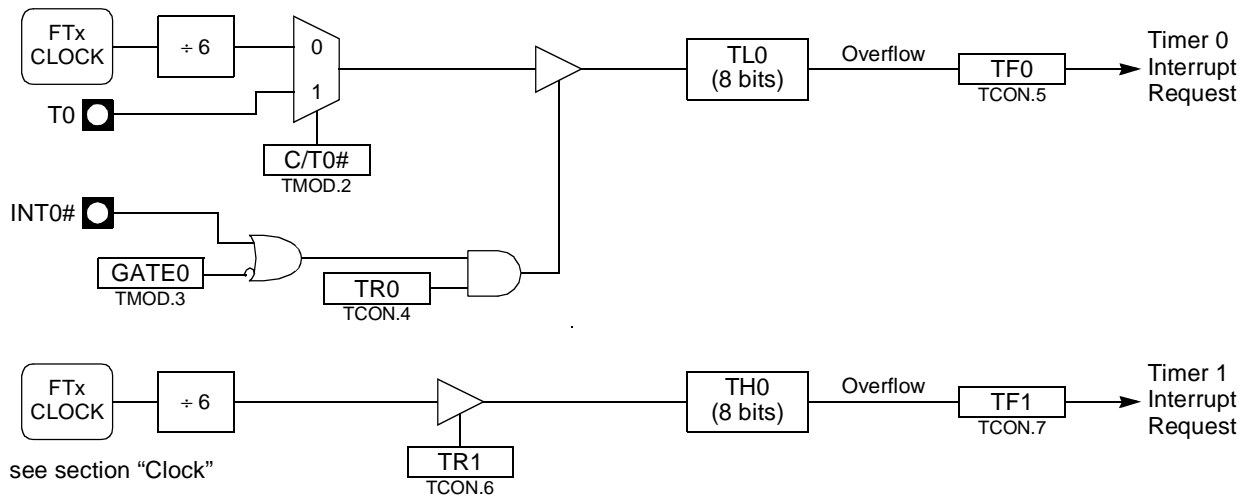 FTx
CLOCK
÷ 6
0
1
T0
C/T0#
TMOD.2
TL0
(8 bits)
Overflow
TF0
TCON.5
Timer 0
Interrupt
Request
INT0#
GATE0
TMOD.3
TR0
TCON.4
FTx
CLOCK
÷ 6
TR1
TCON.6
TH0
(8 bits)
Overflow
TF1
TCON.7
Timer 1
Interrupt
Request
see section “Clock”